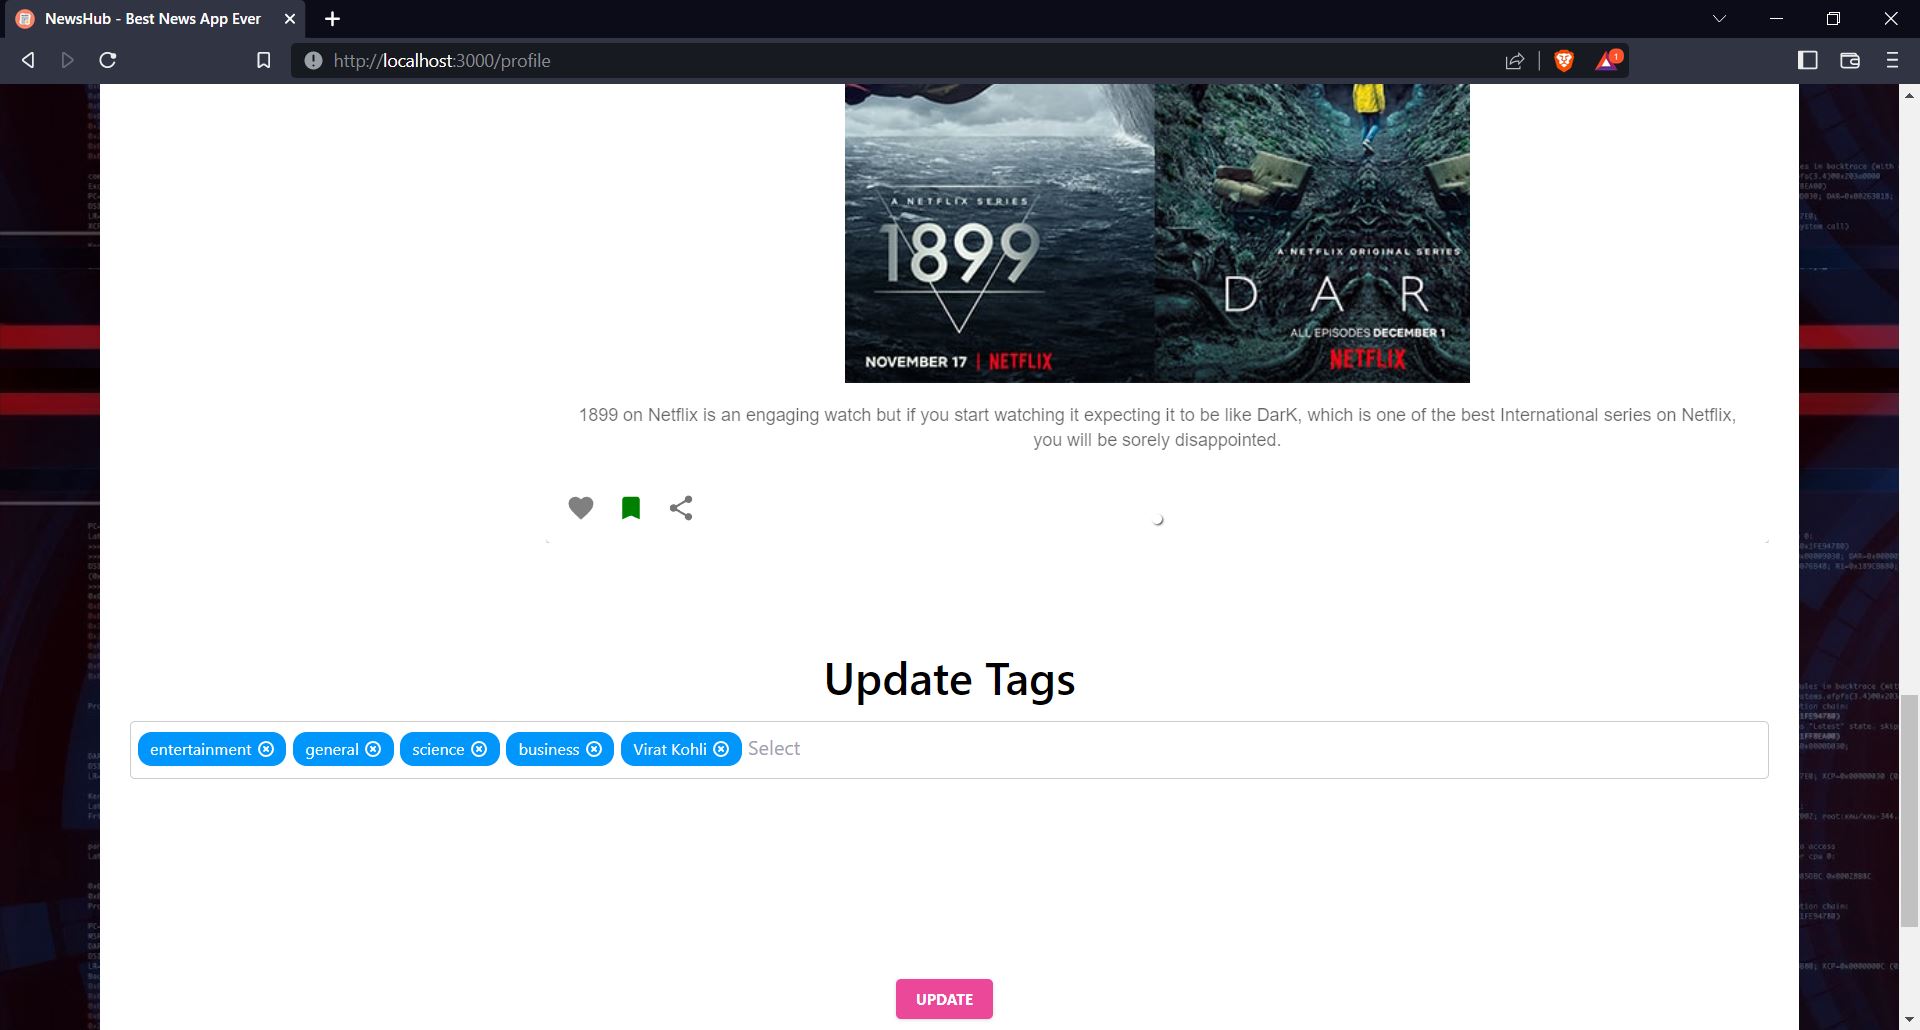 NewsHub - Best News App Ever
http://localhost:3000/profile
1
A NETFLIX SERIES
1899
NOVEMBER 17 | NETFLIX
A NETFLIX ORIGINAL SERIES
D A R
ALL EPISODES DECEMBER 1
NETFLIX
1899 on Netflix is an engaging watch but if you start watching it expecting it to be like DarK, which is one of the best International series on Netflix,
you will be sorely disappointed.
Update Tags
entertainment general science business Virat Kohli Select
UPDATE